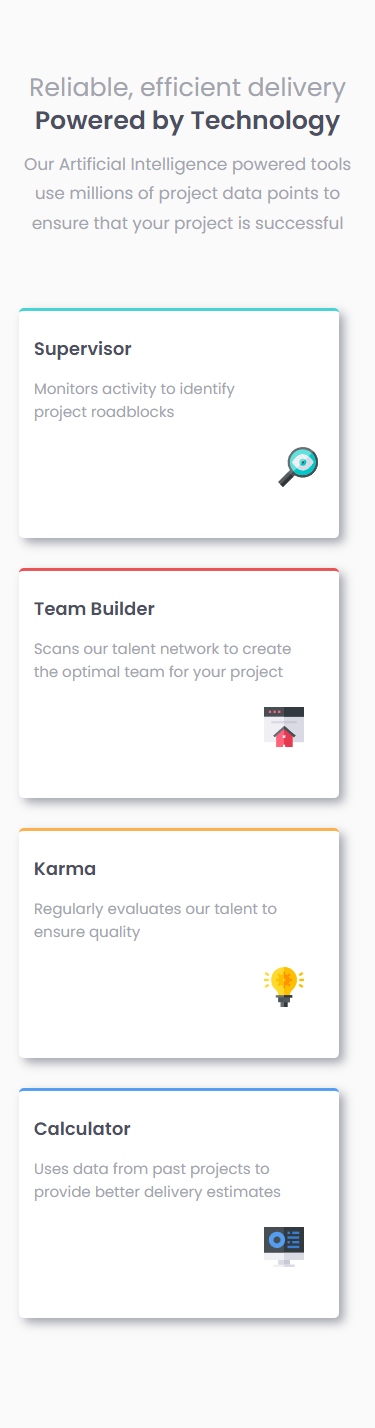 Reliable, efficient delivery
Powered by Technology
Our Artificial Intelligence powered tools
use millions of project data points to
ensure that your project is successful
Supervisor
Monitors activity to identify
project roadblocks
Team Builder
Scans our talent network to create
the optimal team for your project
Karma
Regularly evaluates our talent to
ensure quality
Calculator
Uses data from past projects to
provide better delivery estimates